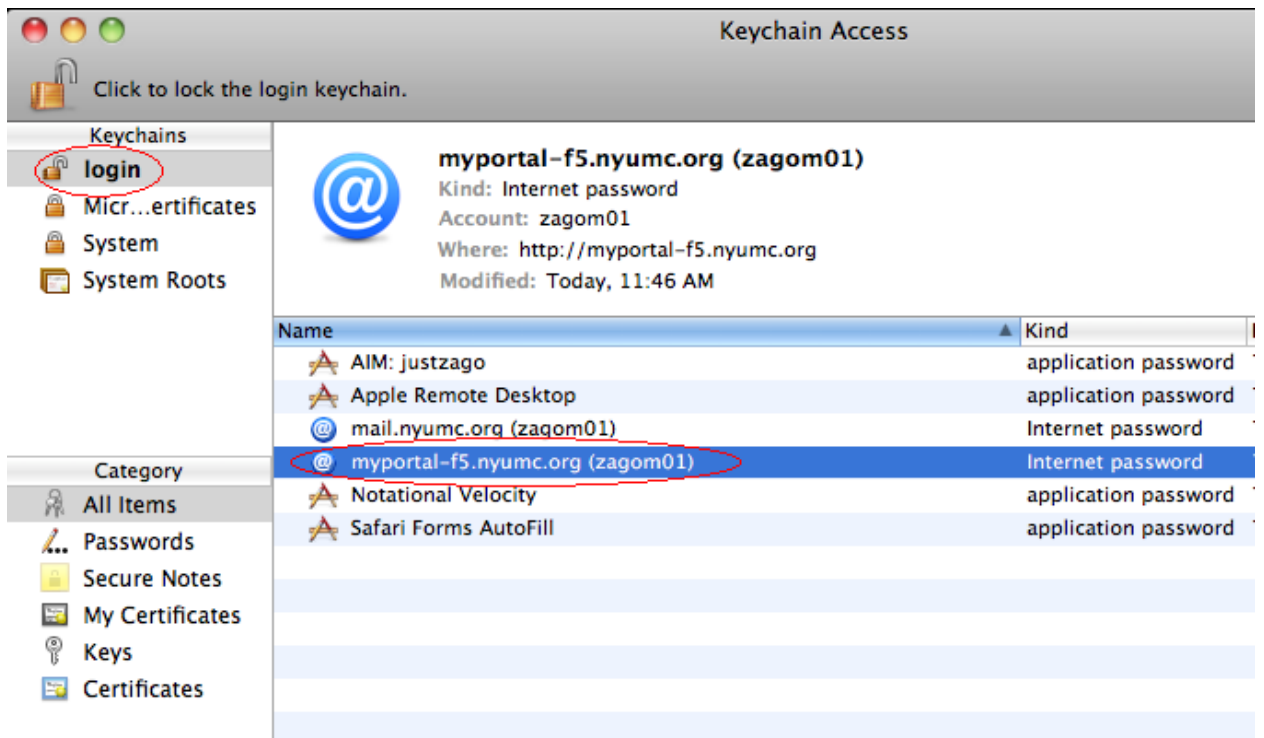 Keychain Access
Click to lock the login keychain.
Keychains
login
Micr...ertificates
System
System Roots
myportal-f5.nyumc.org (zagom01)
Kind: Internet password
Account: zagom01
Where: http://myportal-f5.nyumc.org
Modified: Today, 11:46 AM
Name Kind
AIM: justzago application password
Apple Remote Desktop application password
mail.nyumc.org (zagom01) Internet password
myportal-f5.nyumc.org (zagom01) Internet password
Notational Velocity application password
Safari Forms AutoFill application password
Category
All Items
Passwords
Secure Notes
My Certificates
Keys
Certificates